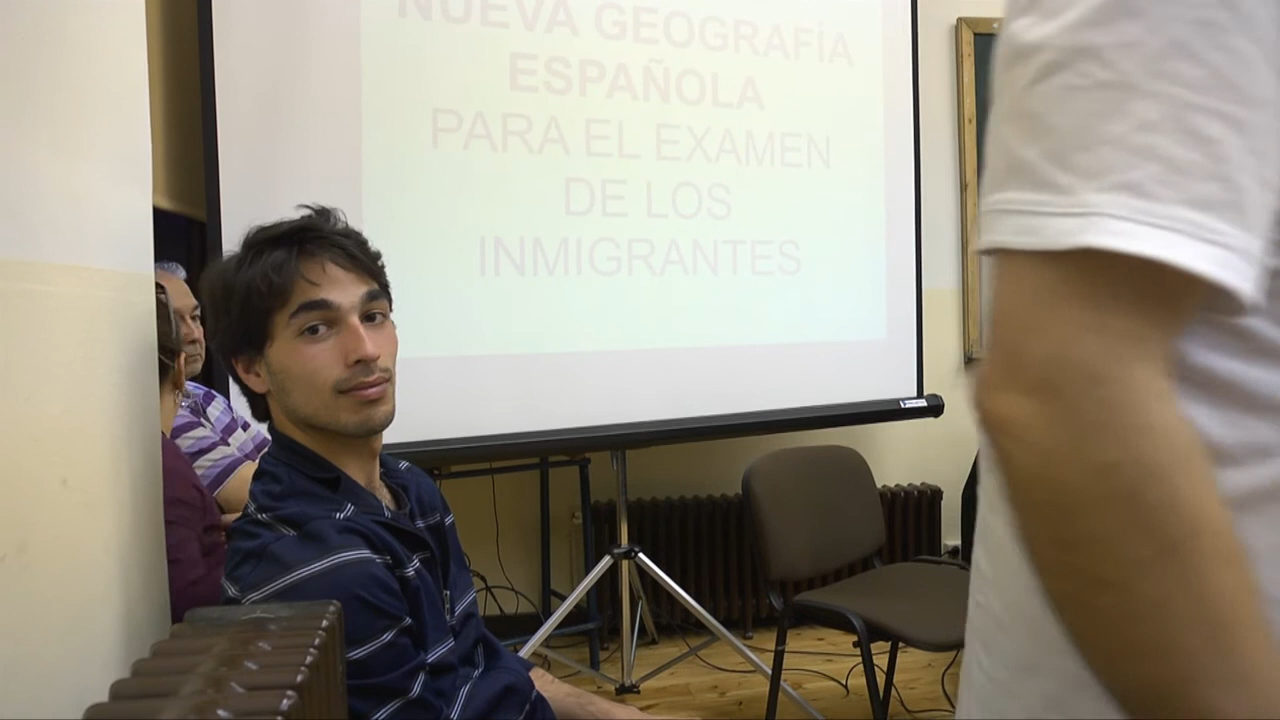 NUEVA GEOGRAFÍA
ESPAÑOLA
PARA EL EXAMEN
DE LOS
INMIGRANTES